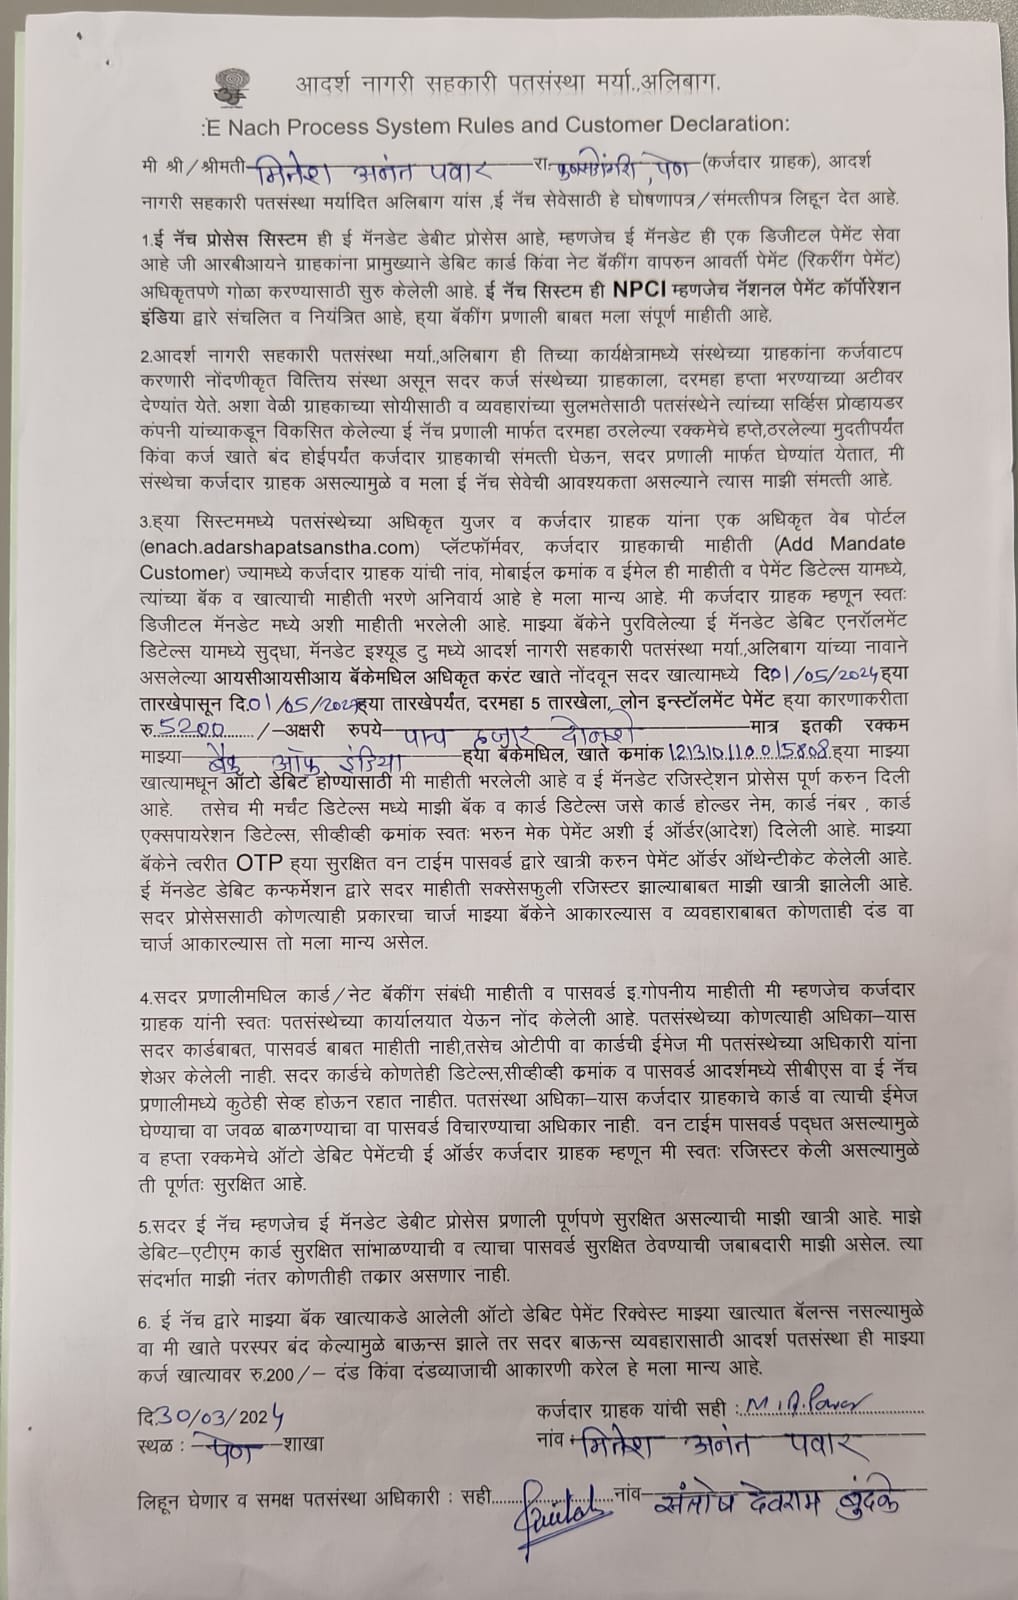 आदर्श नागरी सहकारी पतसंस्था मर्या.,अलिबाग.
:E Nach Process System Rules and Customer Declaration:
मी श्री/श्रीमती मितेश अनंत पवार रा. पेण (कर्जदार ग्राहक), आदर्श
नागरी सहकारी पतसंस्था मर्यादित अलिबाग यांस ,ई नॅच सेवेसाठी हे घोषणापत्र/संमत्तीपत्र लिहून देत आहे.
1.ई नॅच प्रोसेस सिस्टम ही ई मॅनडेट डेबीट प्रोसेस आहे, म्हणजेच ई मॅनडेट ही एक डिजीटल पेमेंट सेवा
आहे जी आरबीआयने ग्राहकांना प्रामुख्याने डेबिट कार्ड किंवा नेट बॅकींग वापरुन आवर्ती पेमेंट (रिकरींग पेमेंट)
अधिकृतपणे गोळा करण्यासाठी सुरु केलेली आहे. ई नॅच सिस्टम ही NPCI म्हणजेच नॅशनल पेमेंट कॉर्पोरेशन
इंडिया द्वारे संचलित व नियंत्रित आहे, हया बॅकींग प्रणाली बाबत मला संपूर्ण माहीती आहे.
2.आदर्श नागरी सहकारी पतसंस्था मर्या.,अलिबाग ही तिच्या कार्यक्षेत्रामध्ये संस्थेच्या ग्राहकांना कर्जवाटप
करणारी नोंदणीकृत वित्तिय संस्था असून सदर कर्ज संस्थेच्या ग्राहकाला, दरमहा हप्ता भरण्याच्या अटीवर
देण्यांत येते. अशा वेळी ग्राहकाच्या सोयीसाठी व व्यवहारांच्या सुलभतेसाठी पतसंस्थेने त्यांच्या सर्व्हिस प्रोव्हायडर
कंपनी यांच्याकडून विकसित केलेल्या ई नॅच प्रणाली मार्फत दरमहा ठरलेल्या रक्कमेचे हप्ते,ठरलेल्या मुदतीपर्यंत
किंवा कर्ज खाते बंद होईपर्यंत कर्जदार ग्राहकाची संमत्ती घेऊन, सदर प्रणाली मार्फत घेण्यांत येतात, मी
संस्थेचा कर्जदार ग्राहक असल्यामुळे व मला ई नॅच सेवेची आवश्यकता असल्याने त्यास माझी संमत्ती आहे.
3.हया सिस्टममध्ये पतसंस्थेच्या अधिकृत युजर व कर्जदार ग्राहक यांना एक अधिकृत वेब पोर्टल
(enach.adarshapatsanstha.com) प्लॅटफॉर्मवर, कर्जदार ग्राहकाची माहीती (Add Mandate
Customer) ज्यामध्ये कर्जदार ग्राहक यांची नांव, मोबाईल क्रमांक व ईमेल ही माहीती व पेमेंट डिटेल्स यामध्ये,
त्यांच्या बॅक व खात्याची माहीती भरणे अनिवार्य आहे हे मला मान्य आहे. मी कर्जदार ग्राहक म्हणून स्वतः
डिजीटल मॅनडेट मध्ये अशी माहीती भरलेली आहे. माझ्या बॅकेने पुरविलेल्या ई मॅनडेट डेबिट एनरॉलमेंट
डिटेल्स यामध्ये सुद्धा, मॅनडेट इश्यूड टु मध्ये आदर्श नागरी सहकारी पतसंस्था मर्या.,अलिबाग यांच्या नावाने
असलेल्या आयसीआयसीआय बॅकेमधिल अधिकृत करंट खाते नोंदवून सदर खात्यामध्ये दि.01/05/2024हया
तारखेपासून दि.01/05/2027हया तारखेपर्यंत, दरमहा 5 तारखेला, लोन इन्स्टॉलमेंट पेमेंट हया कारणाकरीता
रु.5200/-अक्षरी रुपये पाच हजार दोनशे मात्र इतकी रक्कम
माझ्या बँक ऑफ इंडिया हया बॅकेमधिल, खाते क्रमांक 121310110015808 हया माझ्या
खात्यामधून ऑटो डेबिट होण्यासाठी मी माहीती भरलेली आहे व ई मॅनडेट रजिस्ट्रेशन प्रोसेस पूर्ण करुन दिली
आहे. तसेच मी मर्चंट डिटेल्स मध्ये माझी बॅक व कार्ड डिटेल्स जसे कार्ड होल्डर नेम, कार्ड नंबर , कार्ड
एक्सपायरेशन डिटेल्स, सीव्हीव्ही क्रमांक स्वतः भरुन मेक पेमेंट अशी ई ऑर्डर(आदेश) दिलेली आहे. माझ्या
बॅकेने त्वरीत OTP हया सुरक्षित वन टाईम पासवर्ड द्वारे खात्री करुन पेमेंट ऑर्डर ऑथेन्टीकेट केलेली आहे.
ई मॅनडेट डेबिट कन्फर्मेशन द्वारे सदर माहीती सक्सेसफुली रजिस्टर झाल्याबाबत माझी खात्री झालेली आहे.
सदर प्रोसेससाठी कोणत्याही प्रकारचा चार्ज माझ्या बॅकेने आकारल्यास व व्यवहाराबाबत कोणताही दंड वा
चार्ज आकारल्यास तो मला मान्य असेल.
4.सदर प्रणालीमधिल कार्ड/नेट बॅकींग संबंधी माहीती व पासवर्ड इ.गोपनीय माहीती मी म्हणजेच कर्जदार
ग्राहक यांनी स्वतः पतसंस्थेच्या कार्यालयात येऊन नोंद केलेली आहे. पतसंस्थेच्या कोणत्याही अधिका–यास
सदर कार्डबाबत, पासवर्ड बाबत माहीती नाही,तसेच ओटीपी वा कार्डची ईमेज मी पतसंस्थेच्या अधिकारी यांना
शेअर केलेली नाही. सदर कार्डचे कोणतेही डिटेल्स,सीव्हीव्ही क्रमांक व पासवर्ड आदर्शमध्ये सीबीएस वा ई नॅच
प्रणालीमध्ये कुठेही सेव्ह होऊन रहात नाहीत. पतसंस्था अधिका–यास कर्जदार ग्राहकाचे कार्ड वा त्याची ईमेज
घेण्याचा वा जवळ बाळगण्याचा वा पासवर्ड विचारण्याचा अधिकार नाही. वन टाईम पासवर्ड पद्धत असल्यामुळे
व हप्ता रक्कमेचे ऑटो डेबिट पेमेंटची ई ऑर्डर कर्जदार ग्राहक म्हणून मी स्वतः रजिस्टर केली असल्यामुळे
ती पूर्णतः सुरक्षित आहे.
5.सदर ई नॅच म्हणजेच ई मॅनडेट डेबीट प्रोसेस प्रणाली पूर्णपणे सुरक्षित असल्याची माझी खात्री आहे. माझे
डेबिट–एटीएम कार्ड सुरक्षित सांभाळण्याची व त्याचा पासवर्ड सुरक्षित ठेवण्याची जबाबदारी माझी असेल. त्या
संदर्भात माझी नंतर कोणतीही तक्रार असणार नाही.
6. ई नॅच द्वारे माझ्या बॅक खात्याकडे आलेली ऑटो डेबिट पेमेंट रिक्वेस्ट माझ्या खात्यात बॅलन्स नसल्यामुळे
वा मी खाते परस्पर बंद केल्यामुळे बाऊन्स झाले तर सदर बाऊन्स व्यवहारासाठी आदर्श पतसंस्था ही माझ्या
कर्ज खात्यावर रु.200/– दंड किंवा दंडव्याजाची आकारणी करेल हे मला मान्य आहे.
दि.30/03/2024 कर्जदार ग्राहक यांची सही : M.A.Pawar
स्थळ : पेण शाखा नांव मितेश अनंत पवार
लिहून घेणार व समक्ष पतसंस्था अधिकारी : सही नांव संतोष देवराम बुंदके